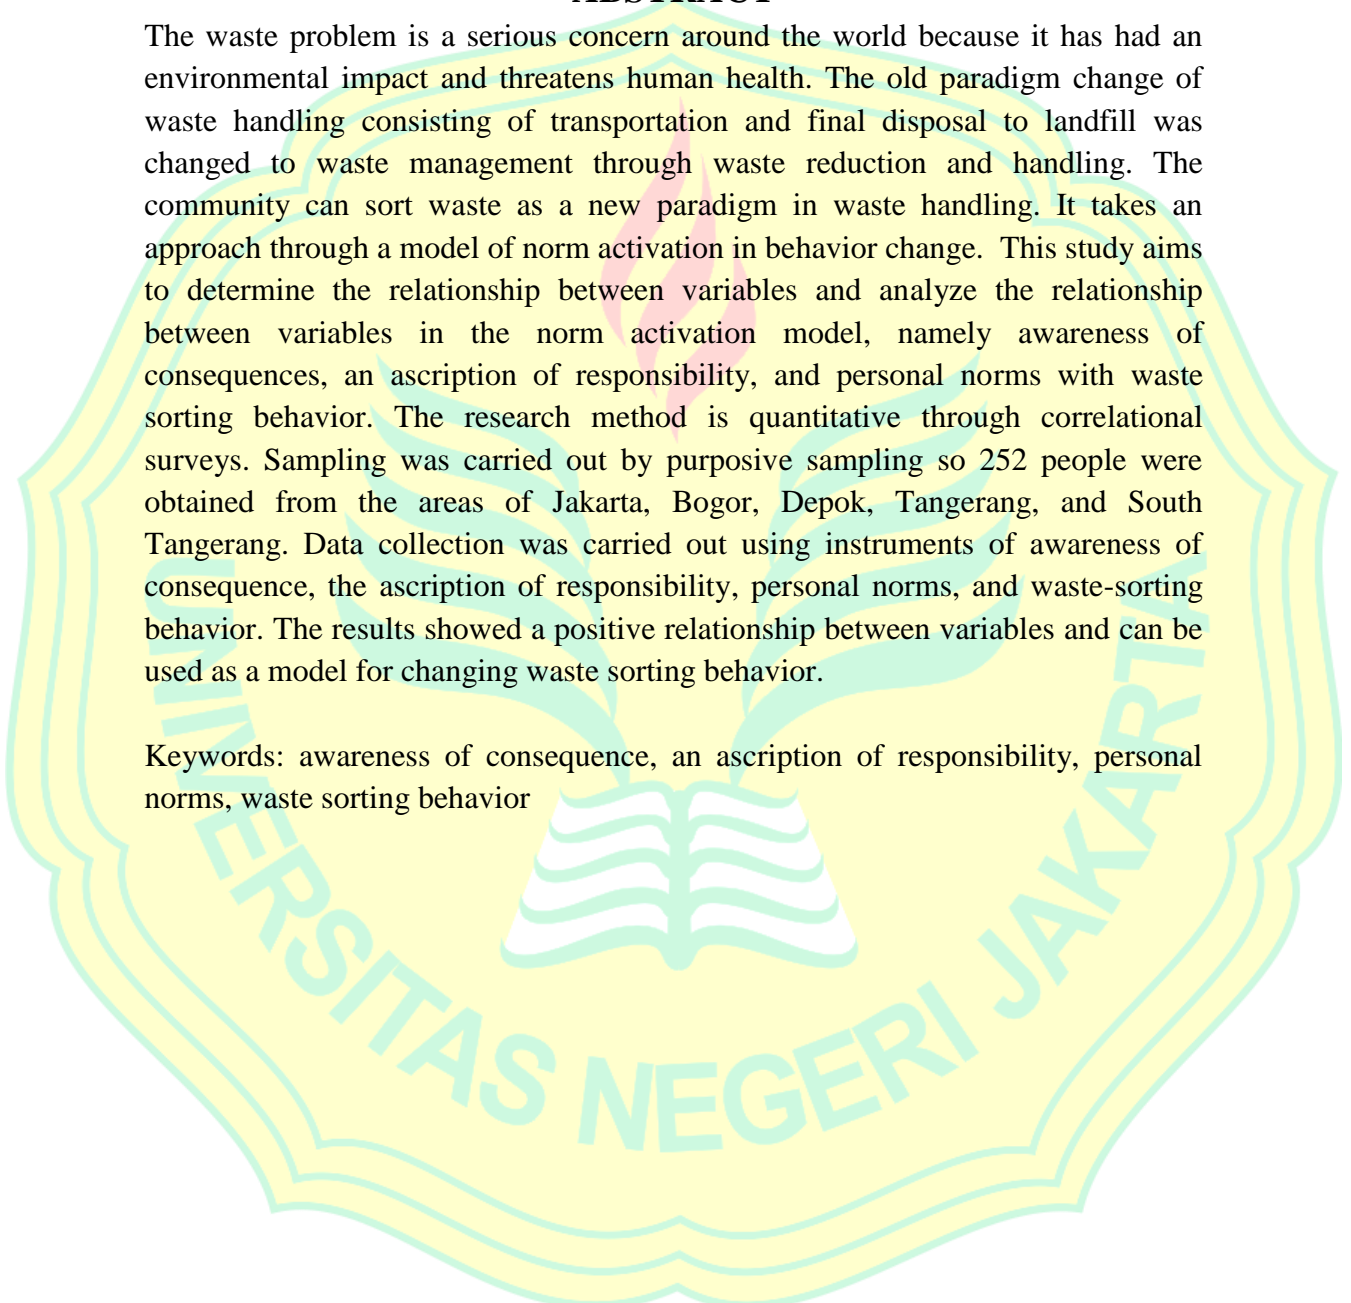 ABSTRACT
The waste problem is a serious concern around the world because it has had an
environmental impact and threatens human health. The old paradigm change of
waste handling consisting of transportation and final disposal to landfill was
changed to waste management through waste reduction and handling. The
community can sort waste as a new paradigm in waste handling. It takes an
approach through a model of norm activation in behavior change. This study aims
to determine the relationship between variables and analyze the relationship
between variables in the norm activation model, namely awareness of
consequences, an ascription of responsibility, and personal norms with waste
sorting behavior. The research method is quantitative through correlational
surveys. Sampling was carried out by purposive sampling so 252 people were
obtained from the areas of Jakarta, Bogor, Depok, Tangerang, and South
Tangerang. Data collection was carried out using instruments of awareness of
consequence, the ascription of responsibility, personal norms, and waste-sorting
behavior. The results showed a positive relationship between variables and can be
used as a model for changing waste sorting behavior.
Keywords: awareness of consequence, an ascription of responsibility, personal
norms, waste sorting behavior
UNIVERSITAS NEGERI JAKARTA